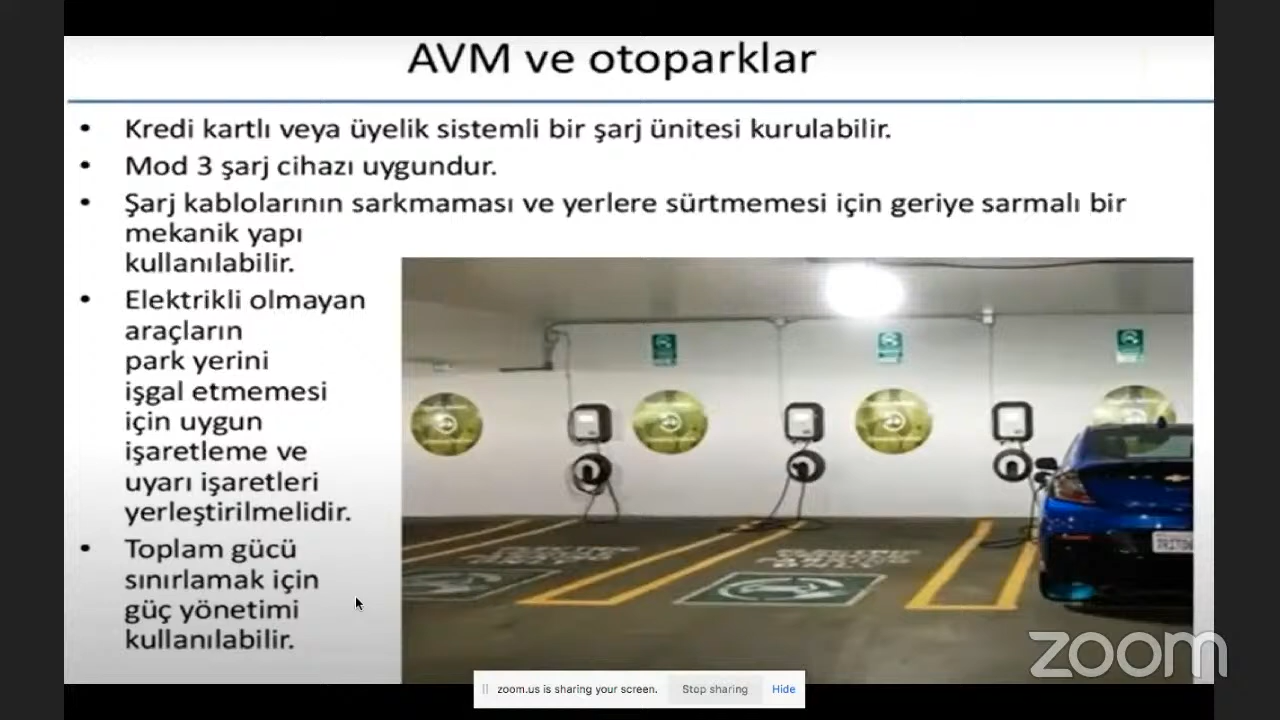 AVM ve otoparklar
• Kredi kartlı veya üyelik sistemli bir şarj ünitesi kurulabilir.
• Mod 3 şarj cihazı uygundur.
• Şarj kablolarının sarkmaması ve yerlere sürtmemesi için geriye sarmalı bir
mekanik yapı
kullanılabilir.
• Elektrikli olmayan
araçların
park yerini
işgal etmemesi
için uygun
işaretleme ve
uyarı işaretleri
yerleştirilmelidir.
• Toplam gücü
sınırlamak için
güç yönetimi
kullanılabilir.
zoom
zoom.us is sharing your screen. Stop sharing Hide